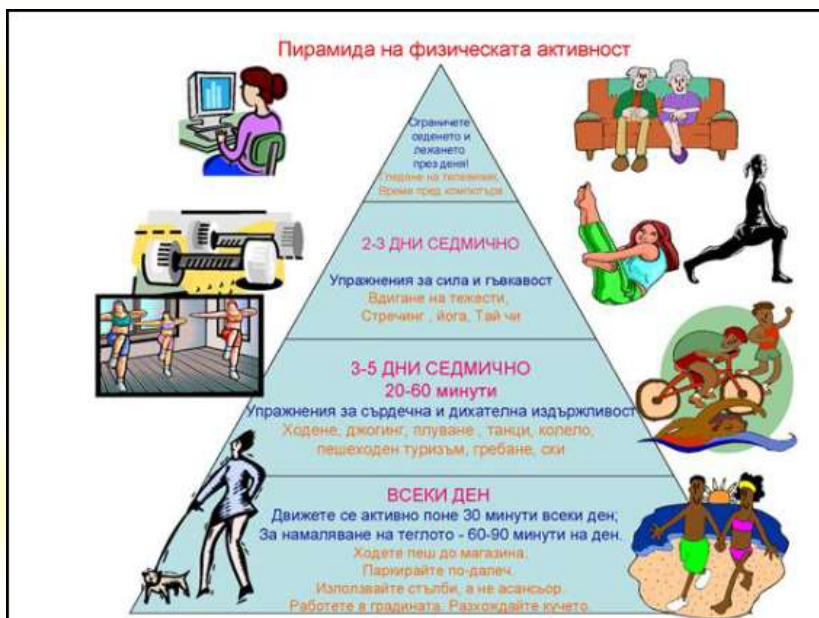 Пирамида на физическата активност
Ограничете
седенето и
лежането
през деня!
Гледане на телевизия,
Време пред компютъра
2-3 ДНИ СЕДМИЧНО
Упражнения за сила и гъвкавост
Вдигане на тежести,
Стречинг , йога, Тай чи
3-5 ДНИ СЕДМИЧНО
20-60 минути
Упражнения за сърдечна и дихателна издържливост
Ходене, джогинг, плуване , танци, колело,
пешеходен туризъм, гребане, ски
ВСЕКИ ДЕН
Движете се активно поне 30 минути всеки ден;
За намаляване на теглото - 60-90 минути на ден.
Ходете пеш до магазина.
Паркирайте по-далеч.
Използвайте стълби, а не асансьор.
Работете в градината. Разхождайте кучето.